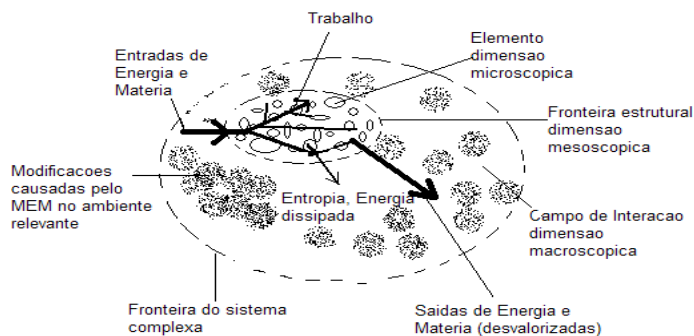 Trabalho
Entradas de
Energia e
Materia
Elemento
dimensao
microscopica
Fronteira estrutural
dimensao
mesoscopica
Modificacoes
causadas pelo
MEM no ambiente
relevante
Entropia, Energia
dissipada
Campo de Interacao
dimensao
macroscopica
Fronteira do sistema
complexa
Saidas de Energia e
Materia (desvalorizadas)